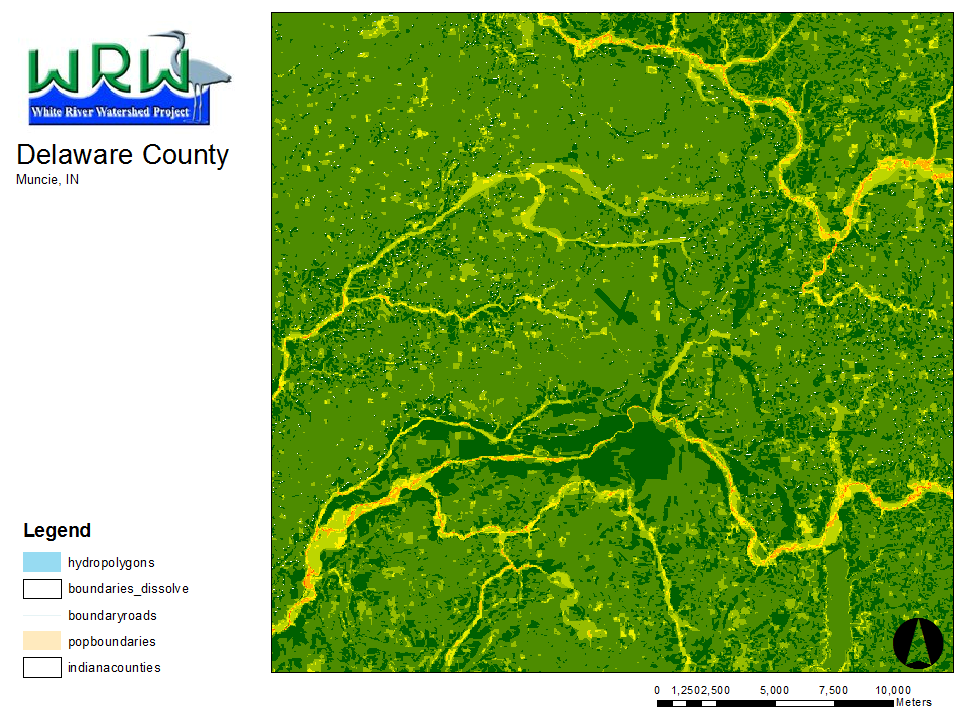 WRW
White River Watershed Project
Delaware County
Muncie, IN
Legend
hydropolygons
boundaries_dissolve
boundaryroads
popboundaries
indianacounties
0 1,250 2,500 5,000 7,500 10,000
Meters